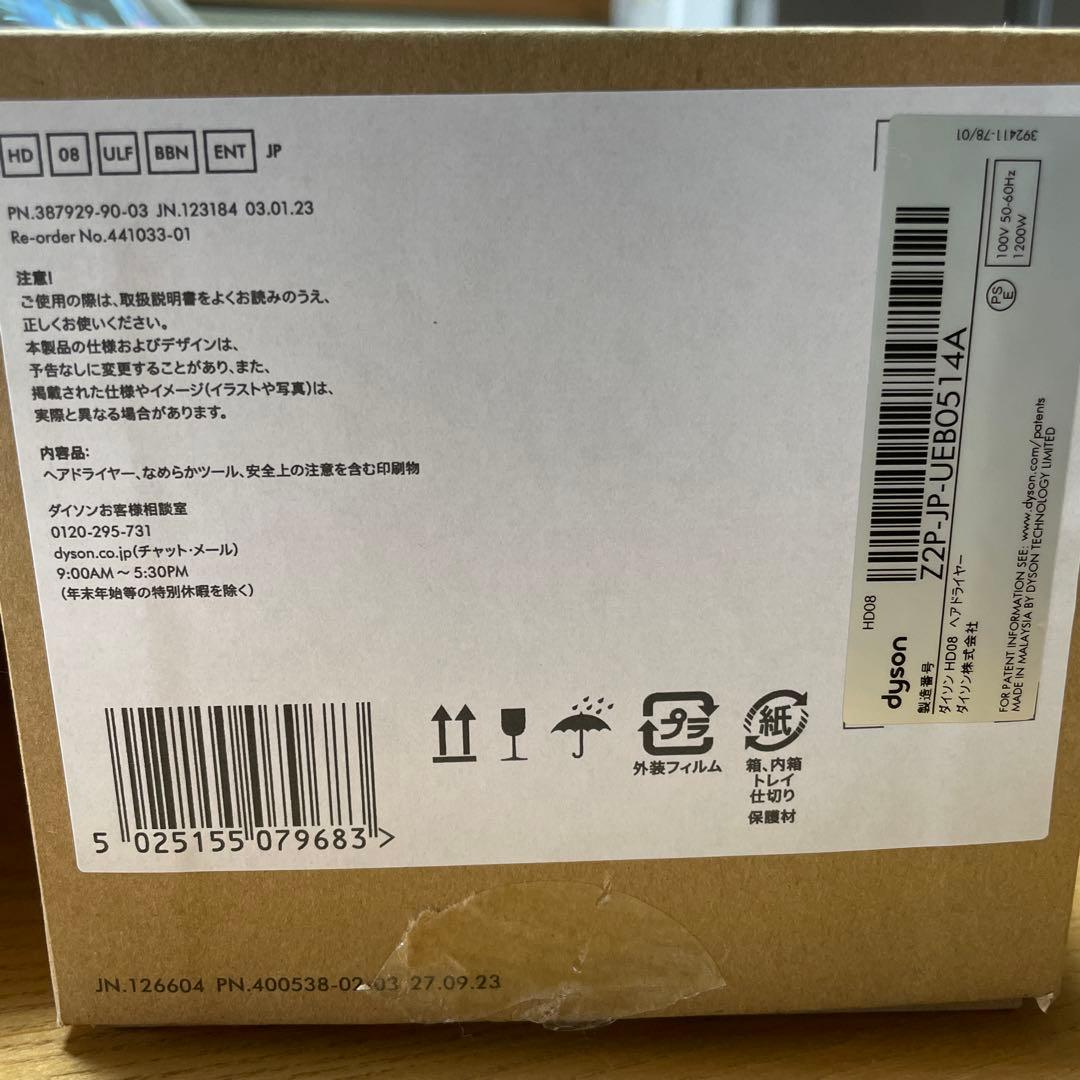 HD 08 ULF BBN ENT JP
PN.387929-90-03 JN.123184 03.01.23
Re-order No.441033-01
注意!
ご使用の際は、取扱説明書をよくお読みのうえ、
正しくお使いください。
本製品の仕様およびデザインは、
予告なしに変更することがあり、また、
掲載された仕様やイメージ(イラストや写真)は、
実際と異なる場合があります。
内容品:
ヘアドライヤー、なめらかツール、安全上の注意を含む印刷物
ダイソンお客様相談室
0120-295-731
dyson.co.jp(チャット・メール)
9:00AM ~ 5:30PM
(年末年始等の特別休暇を除く)
5 025155 079683 >
プラ
外装フィルム
紙
箱、内箱
トレイ
仕切り
保護材
HD08
Z2P-JP-UEB0514A
dyson
製造番号
ダイソン HD08 ヘアドライヤー
ダイソン株式会社
FOR PATENT INFORMATION SEE: www.dyson.com/patents
MADE IN MALAYSIA BY DYSON TECHNOLOGY LIMITED
PS E
100V 50-60Hz
1200W
392411-78/01
JN.126604 PN.400538-02-03 27.09.23